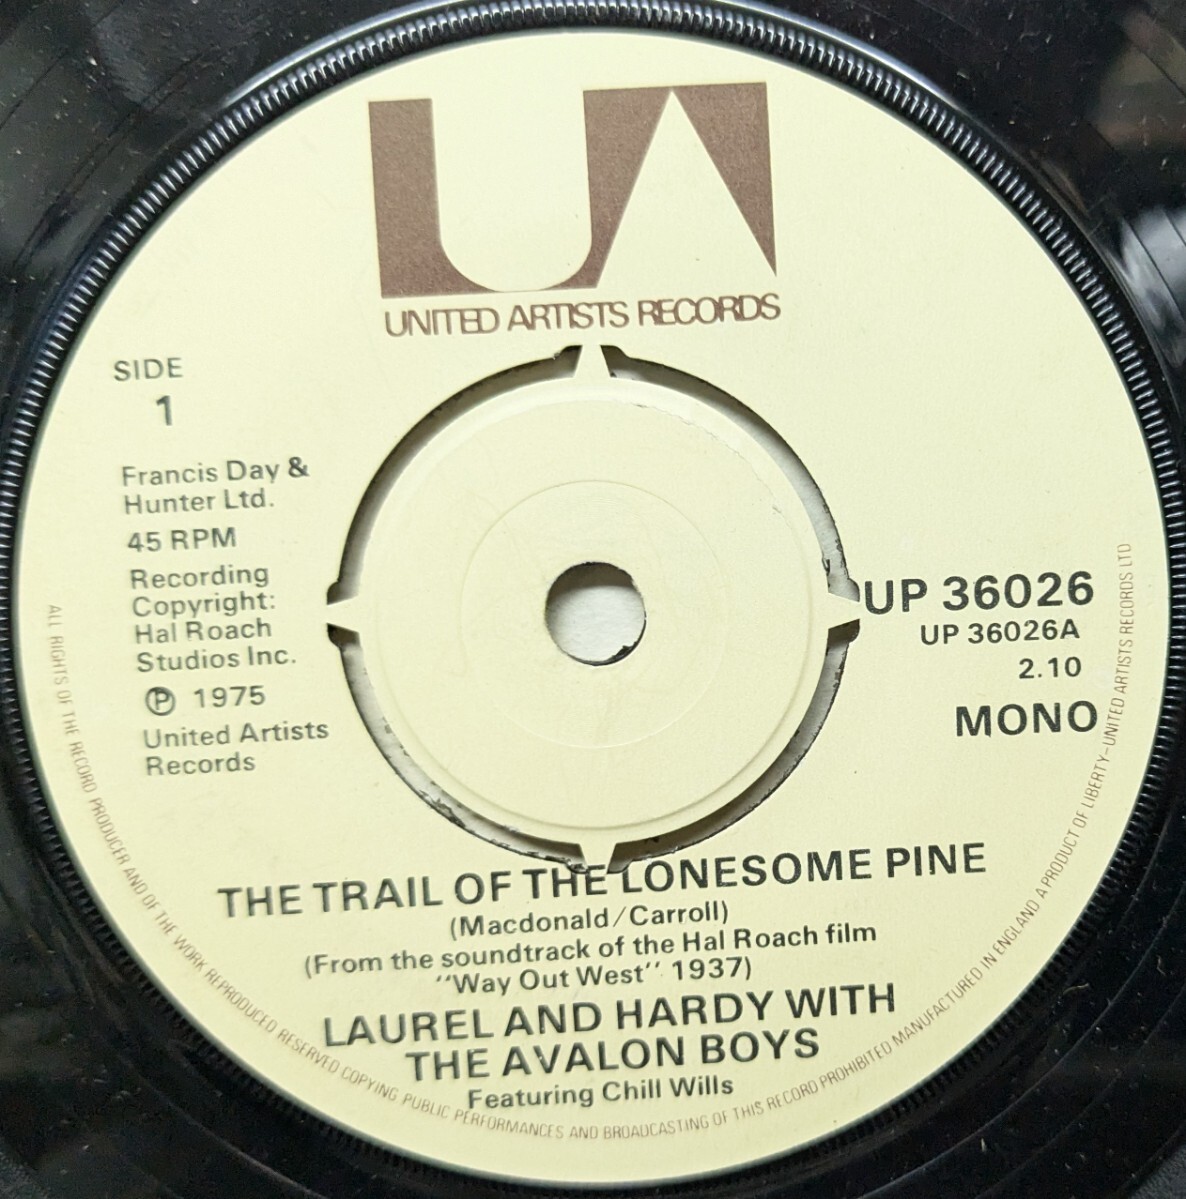 UA
UNITED ARTISTS RECORDS
SIDE
1
Francis Day &
Hunter Ltd.
45 RPM
Recording
Copyright:
Hal Roach
Studios Inc.
Ⓟ 1975
United Artists
Records
UP 36026
UP 36026A
2.10
MONO
THE TRAIL OF THE LONESOME PINE
(Macdonald/Carroll)
(From the soundtrack of the Hal Roach film
"Way Out West" 1937)
LAUREL AND HARDY WITH
THE AVALON BOYS
Featuring Chill Wills
ALL RIGHTS OF THE RECORD PRODUCER AND OF THE WORK REPRODUCED RESERVED COPYING PUBLIC PERFORMANCES AND BROADCASTING OF THIS RECORD PROHIBITED MANUFACTURED IN ENGLAND A PRODUCT OF LIBERTY-UNITED ARTISTS RECORDS LTD